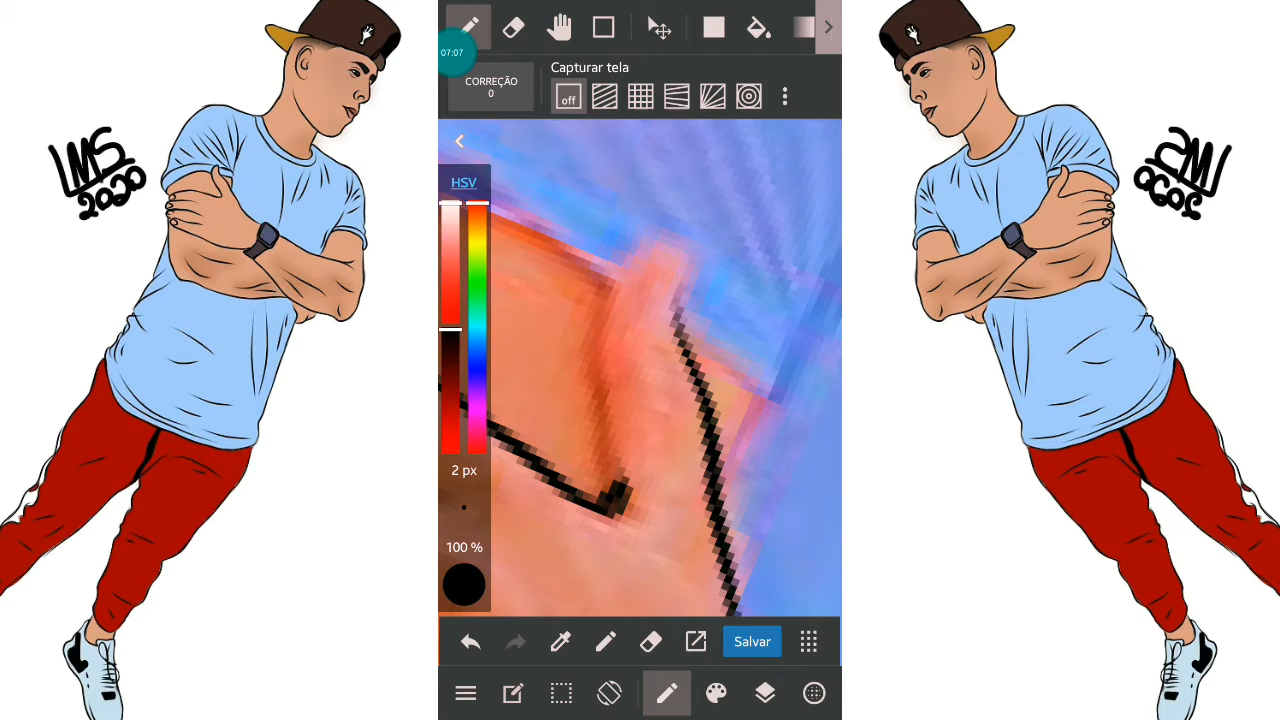 LMS
2020
07:07
CORREÇÃO
0
Capturar tela
off
HSV
2 px
100 %
Salvar